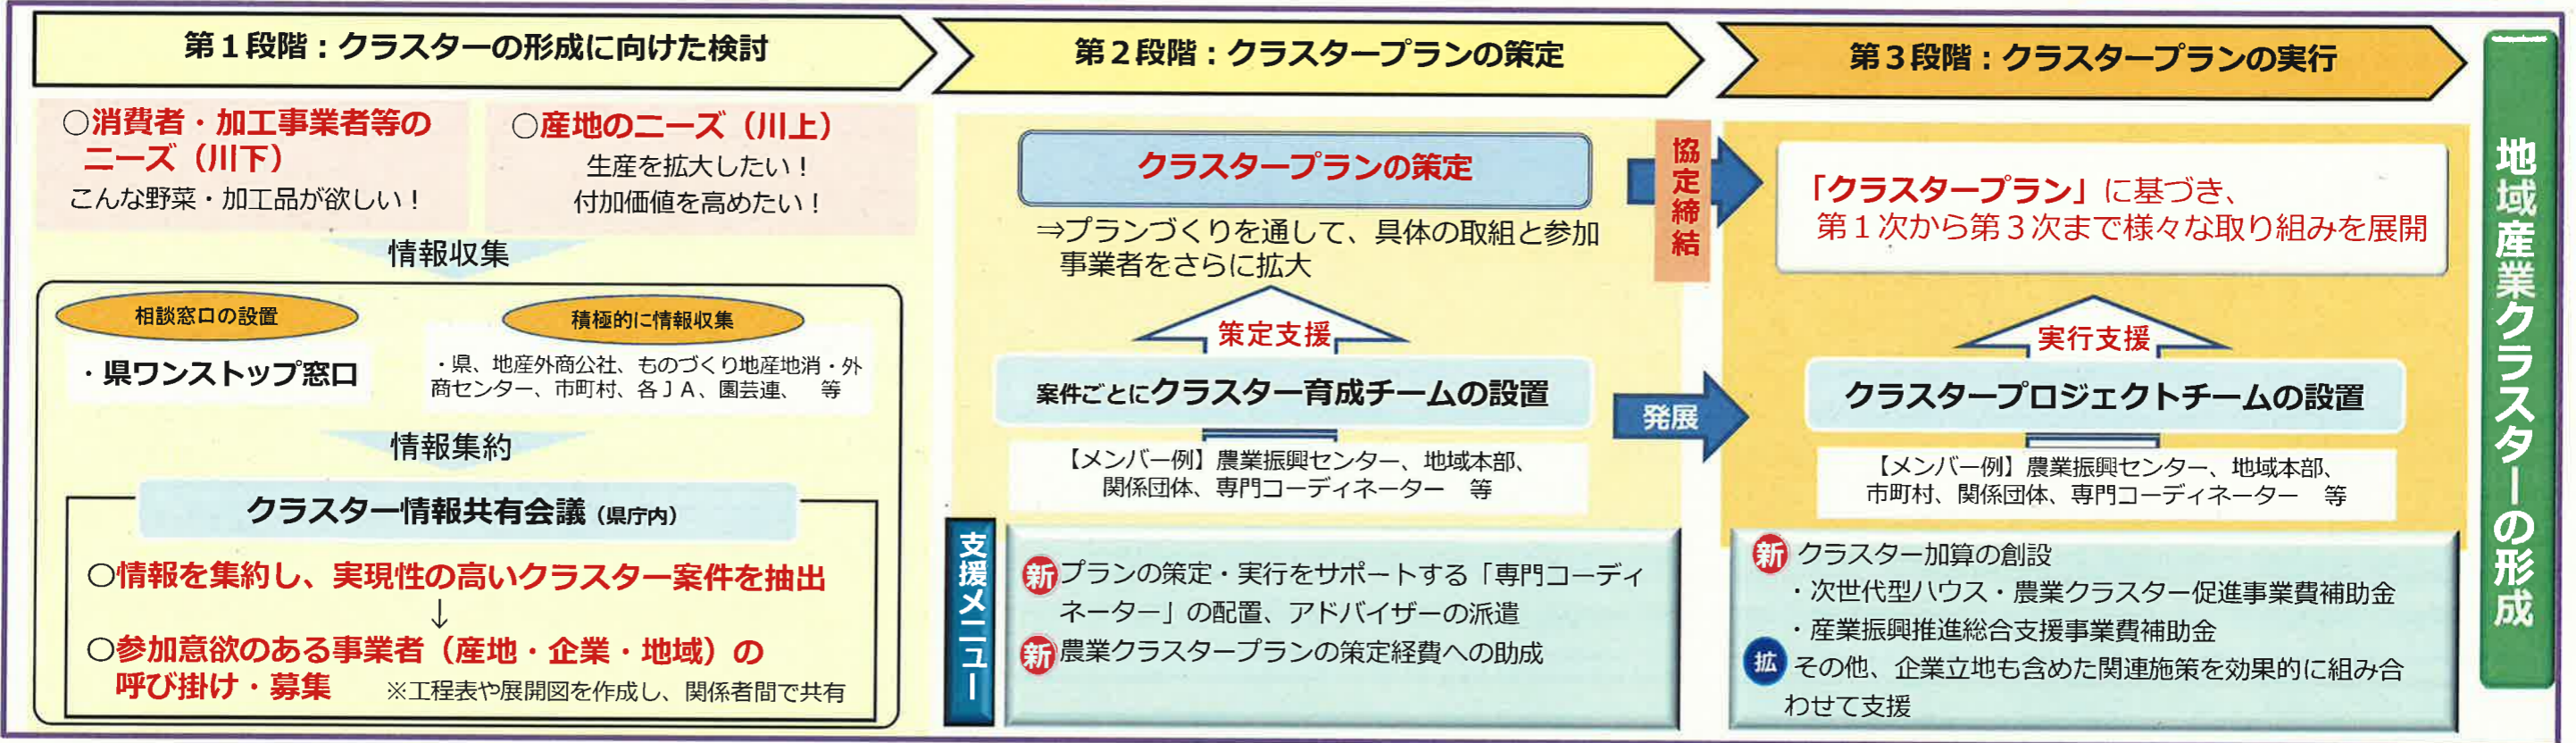 第１段階：クラスターの形成に向けた検討
○消費者・加工事業者等の
ニーズ（川下）
こんな野菜・加工品が欲しい！
○産地のニーズ（川上）
生産を拡大したい！
付加価値を高めたい！
情報収集
相談窓口の設置
・県ワンストップ窓口
積極的に情報収集
・県、地産外商公社、ものづくり地産地消・外
商センター、市町村、各ＪＡ、園芸連、　等
情報集約
クラスター情報共有会議（県庁内）
○情報を集約し、実現性の高いクラスター案件を抽出
↓
○参加意欲のある事業者（産地・企業・地域）の
呼び掛け・募集　※工程表や展開図を作成し、関係者間で共有
第２段階：クラスタープランの策定
クラスタープランの策定
⇒プランづくりを通して、具体の取組と参加
事業者をさらに拡大
策定支援
案件ごとにクラスター育成チームの設置
【メンバー例】農業振興センター、地域本部、
関係団体、専門コーディネーター　等
協定締結
発展
支援メニュー
新 プランの策定・実行をサポートする「専門コーディ
ネーター」の配置、アドバイザーの派遣
新 農業クラスタープランの策定経費への助成
第３段階：クラスタープランの実行
「クラスタープラン」に基づき、
第１次から第３次まで様々な取り組みを展開
実行支援
クラスタープロジェクトチームの設置
【メンバー例】農業振興センター、地域本部、
市町村、関係団体、専門コーディネーター　等
新 クラスター加算の創設
・次世代型ハウス・農業クラスター促進事業費補助金
・産業振興推進総合支援事業費補助金
拡 その他、企業立地も含めた関連施策を効果的に組み合
わせて支援
地域産業クラスターの形成